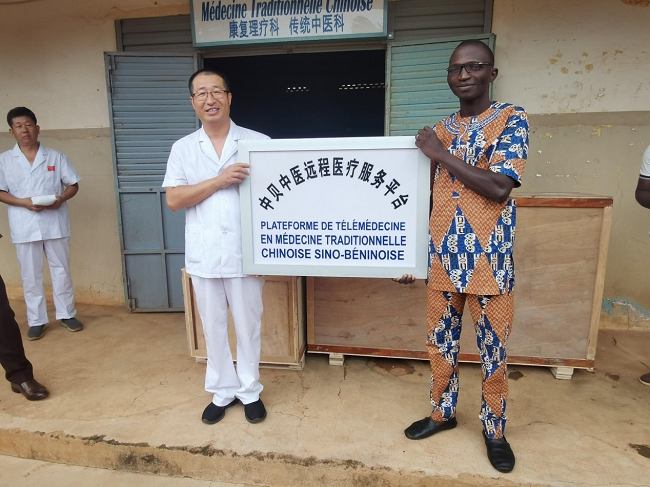 Médecine Traditionnelle Chinoise
康复理疗科 传统中医科
中贝中医远程医疗服务平台
PLATEFORME DE TÉLÉMÉDECINE
EN MÉDECINE TRADITIONNELLE
CHINOISE SINO-BÉNINOISE